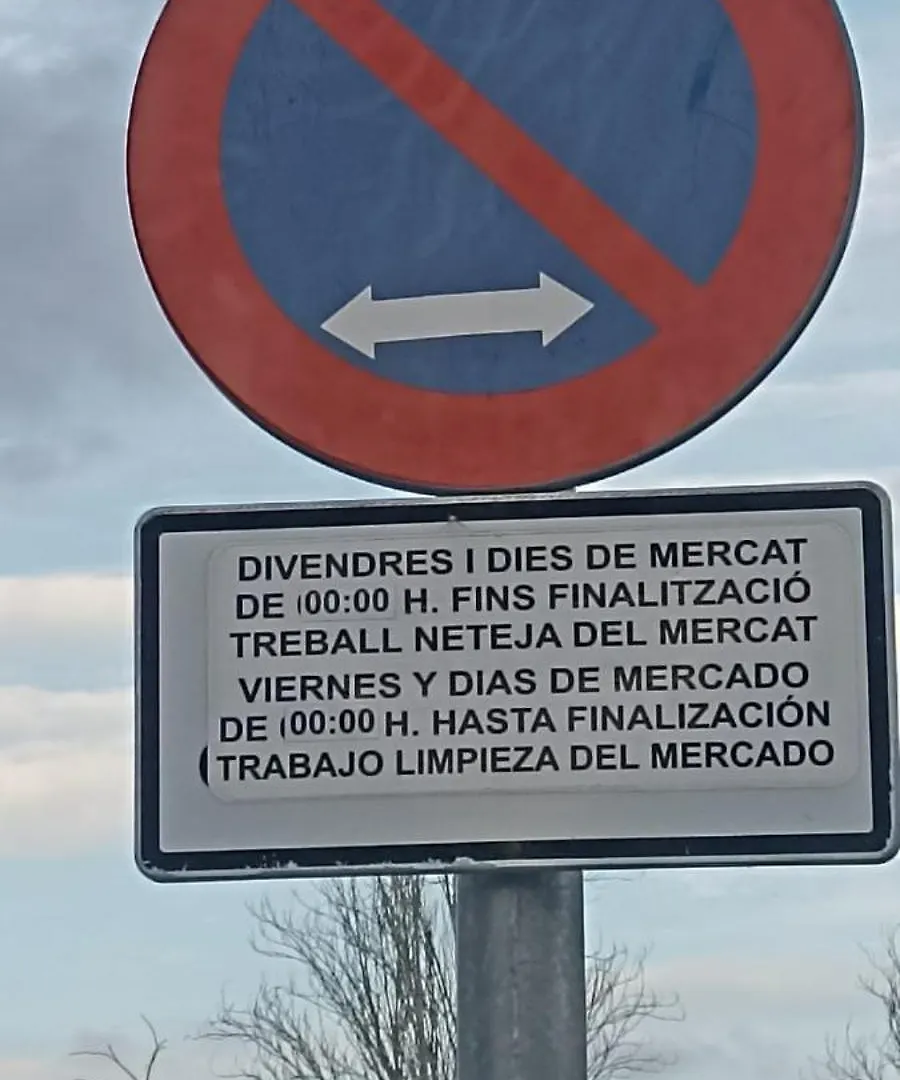 DIVENDRES I DIES DE MERCAT
DE 00:00 H. FINS FINALITZACIÓ
TREBALL NETEJA DEL MERCAT
VIERNES Y DIAS DE MERCADO
DE 00:00 H. HASTA FINALIZACIÓN
TRABAJO LIMPIEZA DEL MERCADO